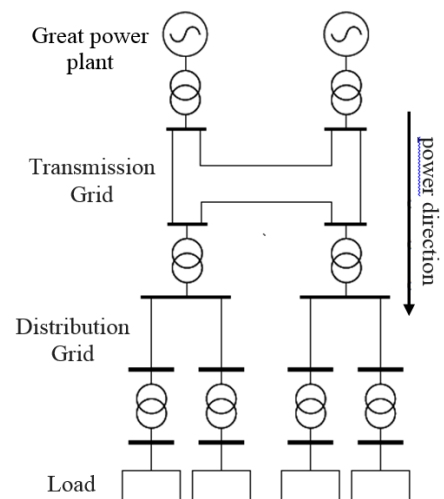 Great power
plant
Transmission
Grid
power direction
Distribution
Grid
Load